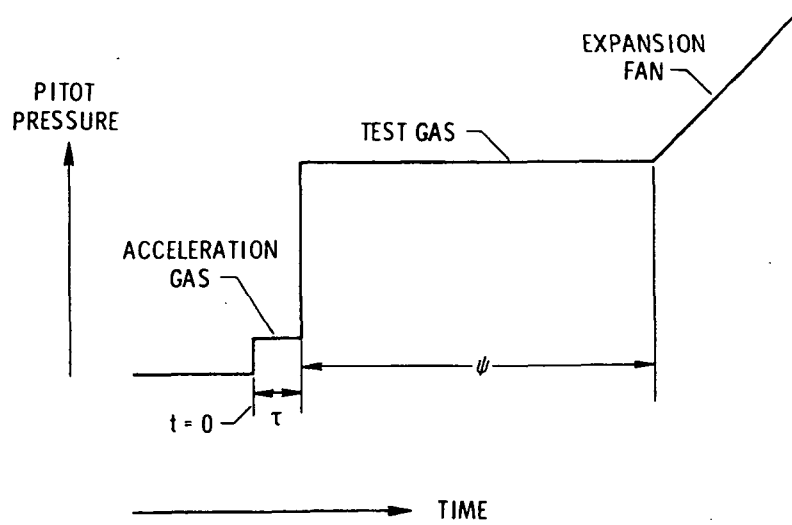 EXPANSION
FAN
PITOT
PRESSURE
TEST GAS
ACCELERATION
GAS
ψ
t = 0
τ
TIME